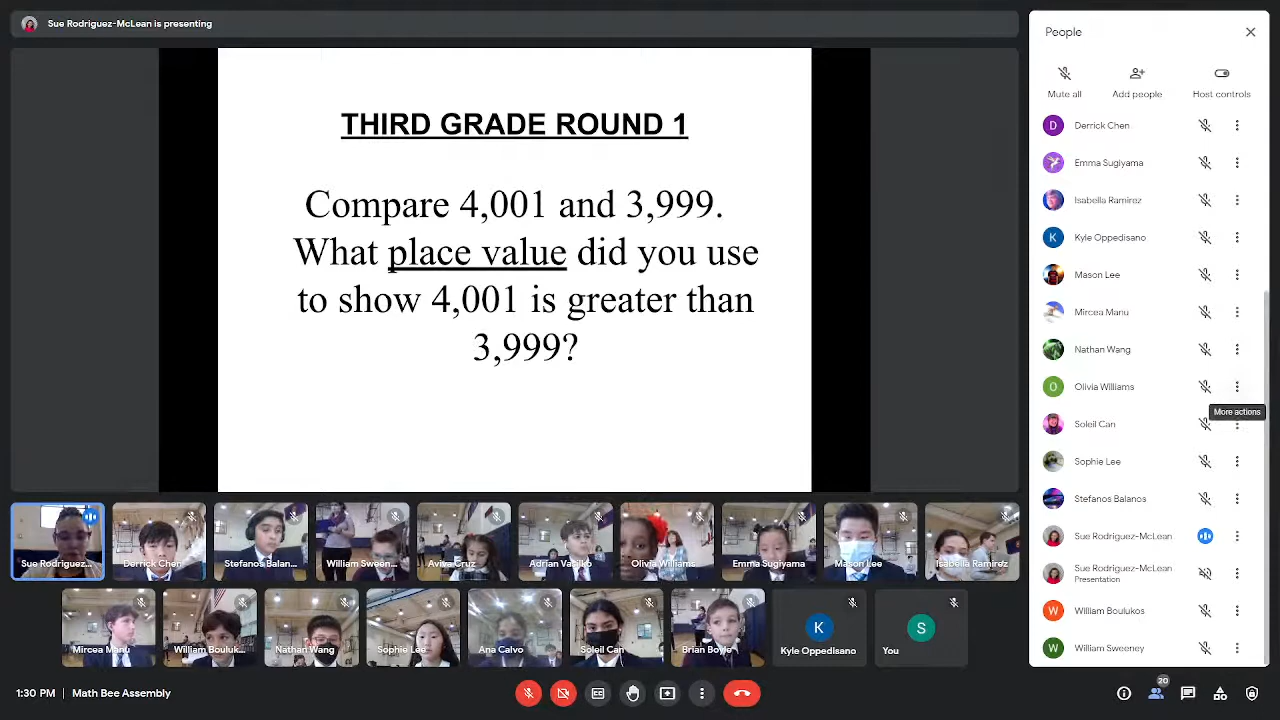 Sue Rodriguez-McLean is presenting
THIRD GRADE ROUND 1
Compare 4,001 and 3,999.
What place value did you use
to show 4,001 is greater than
3,999?
People
Mute all
Add people
Host controls
Derrick Chen
Emma Sugiyama
Isabella Ramirez
Kyle Oppedisano
Mason Lee
Mircea Manu
Nathan Wang
Olivia Williams
More actions
Soleil Can
Sophie Lee
Stefanos Balanos
Sue Rodriguez-McLean
Sue Rodriguez-McLean
Presentation
William Boulukos
William Sweeney
D
K
O
W
W
Sue Rodriguez...
Derrick Chen
Stefanos Balan...
William Sween...
Aviva Cruz
Adrian Vasilko
Olivia Williams
Emma Sugiyama
Mason Lee
Isabella Ramirez
Mircea Manu
William Bouluk...
Nathan Wang
Sophie Lee
Ana Calvo
Soleil Can
Brian Boyle
K
Kyle Oppedisano
S
You
1:30 PM | Math Bee Assembly
20